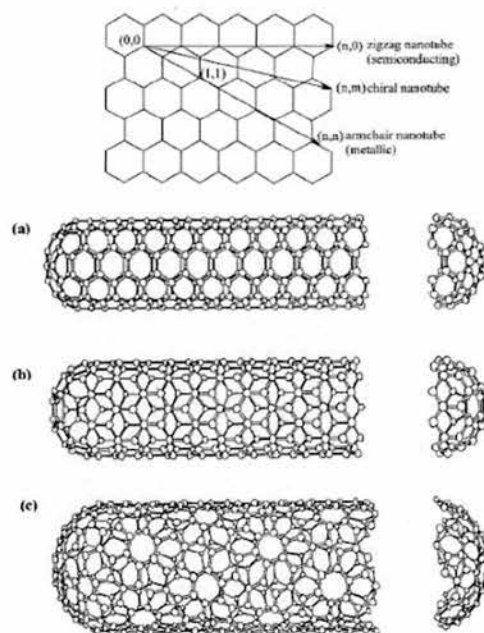 (0,0
(n,0) zigzag nanotube
(semiconducting)
(1,1)
(n,m) chiral nanotube
(n,n) armchair nanotube
(metallic)
(a)
(b)
(c)